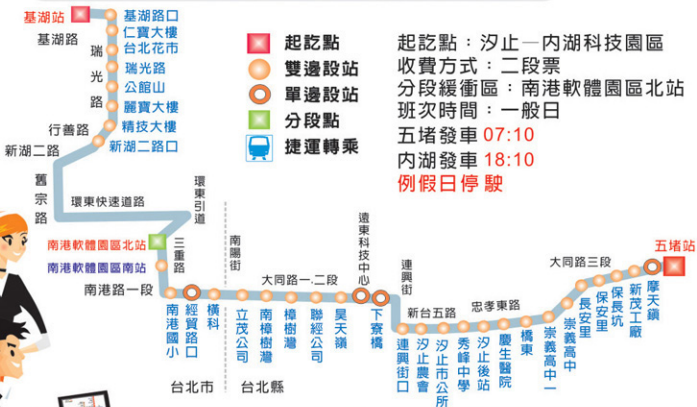 基湖站
基湖路口
仁寶大樓
台北花市
瑞光路
公館山
麗寶大樓
精技大樓
新湖二路口
基湖路
瑞光路
行善路
新湖二路
舊宗路
環東快速道路
環東引道
南港軟體園區北站
南港軟體園區南站
三重路
南港路一段
南港國小
經貿路口
橫科
南陽街
大同路一.二段
立茂公司
南樟樹灣
樟樹灣
聯經公司
昊天嶺
遠東科技中心
下寮橋
連興街
新台五路
忠孝東路
大同路三段
連興街口
汐止農會
汐止市公所
秀峰中學
汐止後站
慶生醫院
橋東
崇義高中一
崇義高中
長安里
保安里
保長坑
新茂工廠
摩天鎮
五堵站
台北市
台北縣
起訖點
雙邊設站
單邊設站
分段點
捷運轉乘
起訖點：汐止—內湖科技園區
收費方式：二段票
分段緩衝區：南港軟體園區北站
班次時間：一般日
五堵發車 07:10
內湖發車 18:10
例假日停駛